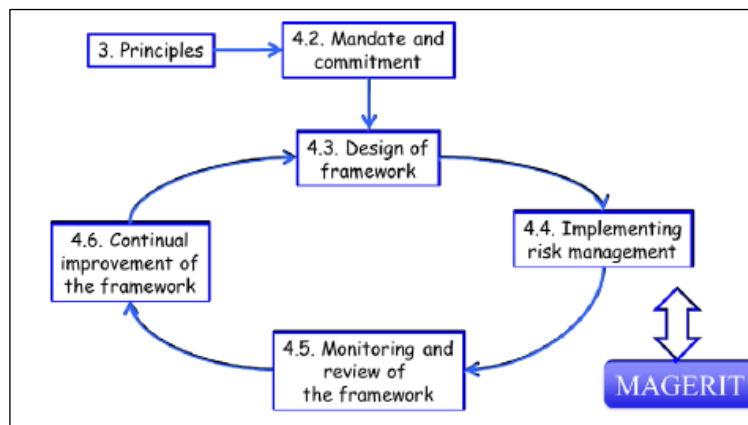 3. Principles
4.2. Mandate and
commitment
4.3. Design of
framework
4.4. Implementing
risk management
4.5. Monitoring and
review of
the framework
4.6. Continual
improvement of
the framework
MAGERIT